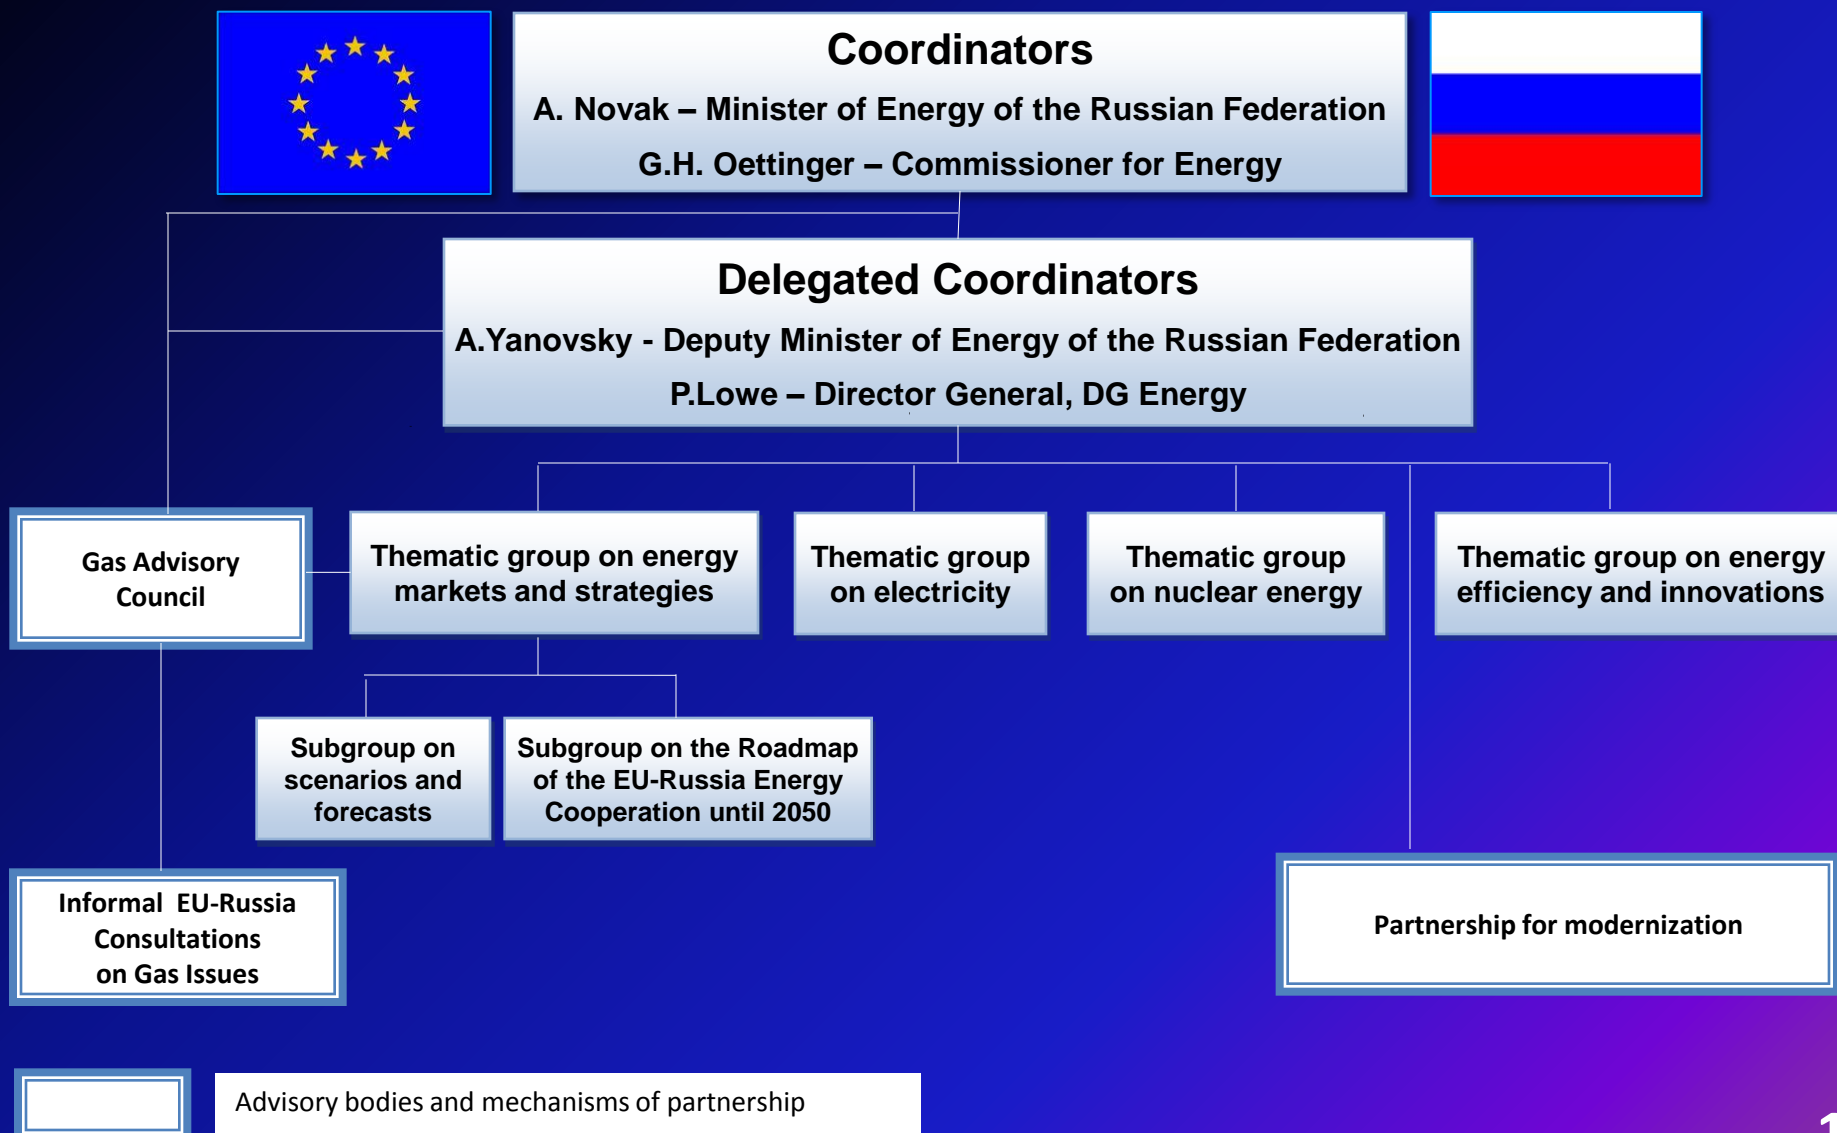 Coordinators
A. Novak – Minister of Energy of the Russian Federation
G.H. Oettinger – Commissioner for Energy
Delegated Coordinators
A.Yanovsky - Deputy Minister of Energy of the Russian Federation
P.Lowe – Director General, DG Energy
Gas Advisory
Council
Thematic group on energy
markets and strategies
Thematic group
on electricity
Thematic group
on nuclear energy
Thematic group on energy
efficiency and innovations
Subgroup on
scenarios and
forecasts
Subgroup on the Roadmap
of the EU-Russia Energy
Cooperation until 2050
Informal EU-Russia
Consultations
on Gas Issues
Partnership for modernization
Advisory bodies and mechanisms of partnership